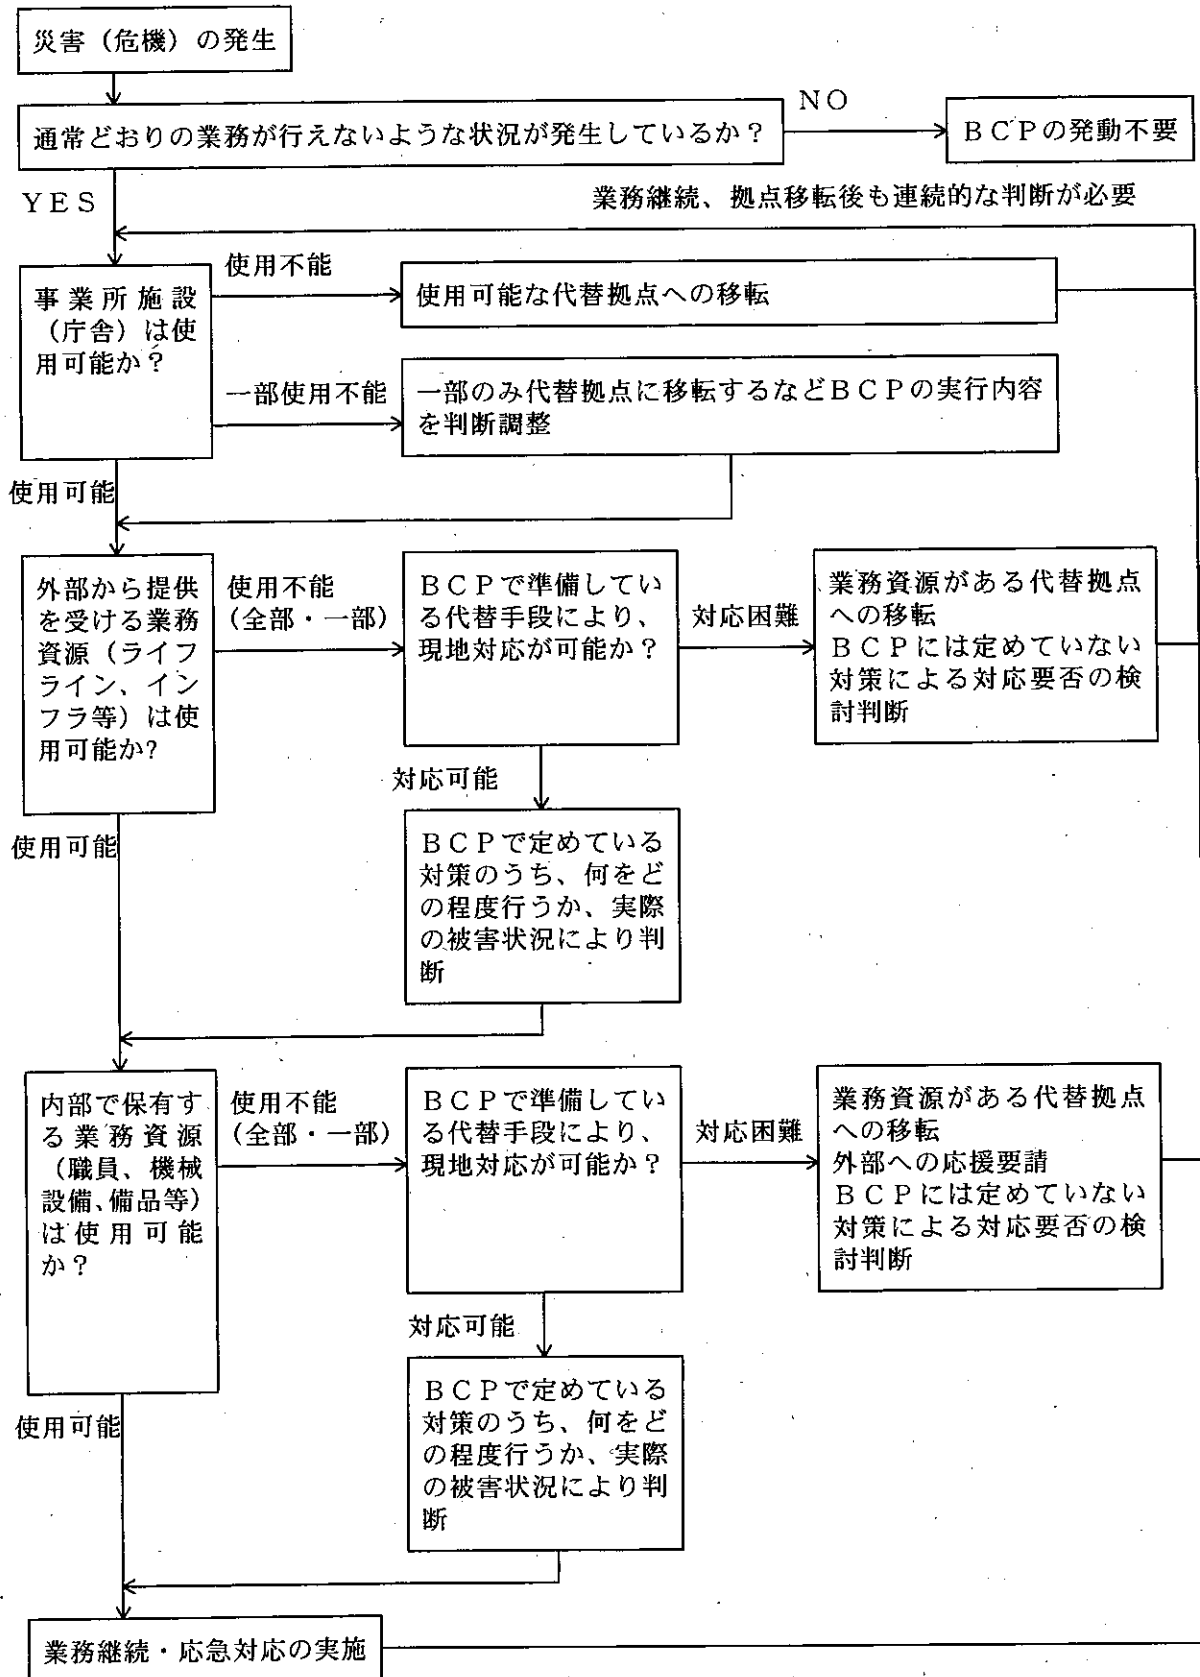 災害（危機）の発生
通常どおりの業務が行えないような状況が発生しているか？
ＮＯ
ＢＣＰの発動不要
ＹＥＳ
業務継続、拠点移転後も連続的な判断が必要
事業所施設
（庁舎）は使
用可能か？
使用不能
使用可能な代替拠点への移転
一部使用不能
一部のみ代替拠点に移転するなどＢＣＰの実行内容
を判断調整
使用可能
外部から提供
を受ける業務
資源（ライフ
ライン、イン
フラ等）は使
用可能か?
使用不能
(全部・一部)
ＢＣＰで準備してい
る代替手段により、
現地対応が可能か？
対応困難
業務資源がある代替拠点
への移転
ＢＣＰには定めていない
対策による対応要否の検
討判断
対応可能
使用可能
ＢＣＰで定めている
対策のうち、何をど
の程度行うか、実際
の被害状況により判
断
内部で保有す
る業務資源
（職員、機械
設備、備品等）
は使用可能
か？
使用不能
(全部・一部)
ＢＣＰで準備してい
る代替手段により、
現地対応が可能か？
対応困難
業務資源がある代替拠点
への移転
外部への応援要請
ＢＣＰには定めていない
対策による対応要否の検
討判断
対応可能
使用可能
ＢＣＰで定めている
対策のうち、何をど
の程度行うか、実際
の被害状況により判
断
業務継続・応急対応の実施